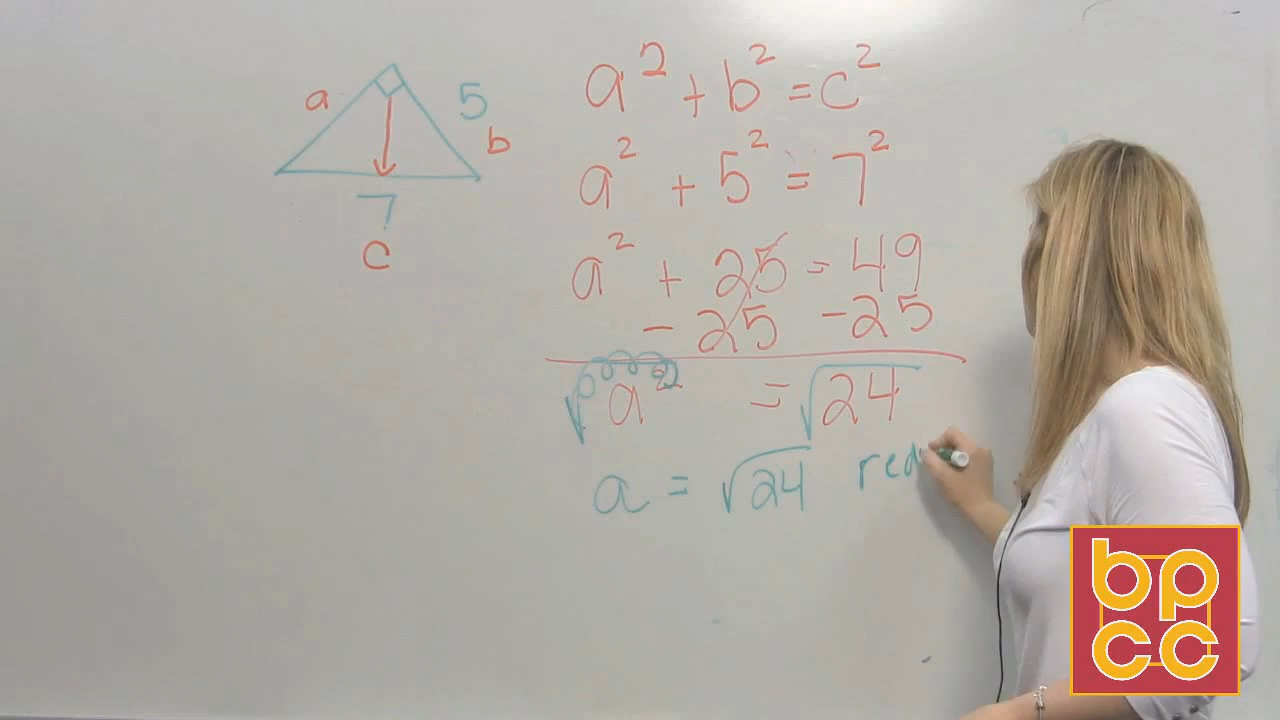 a
5
b
7
c
a² + b² = c²
a² + 5² = 7²
a² + 25 = 49
- 25 -25
√a² = √24
a = √24 red
bp
cc